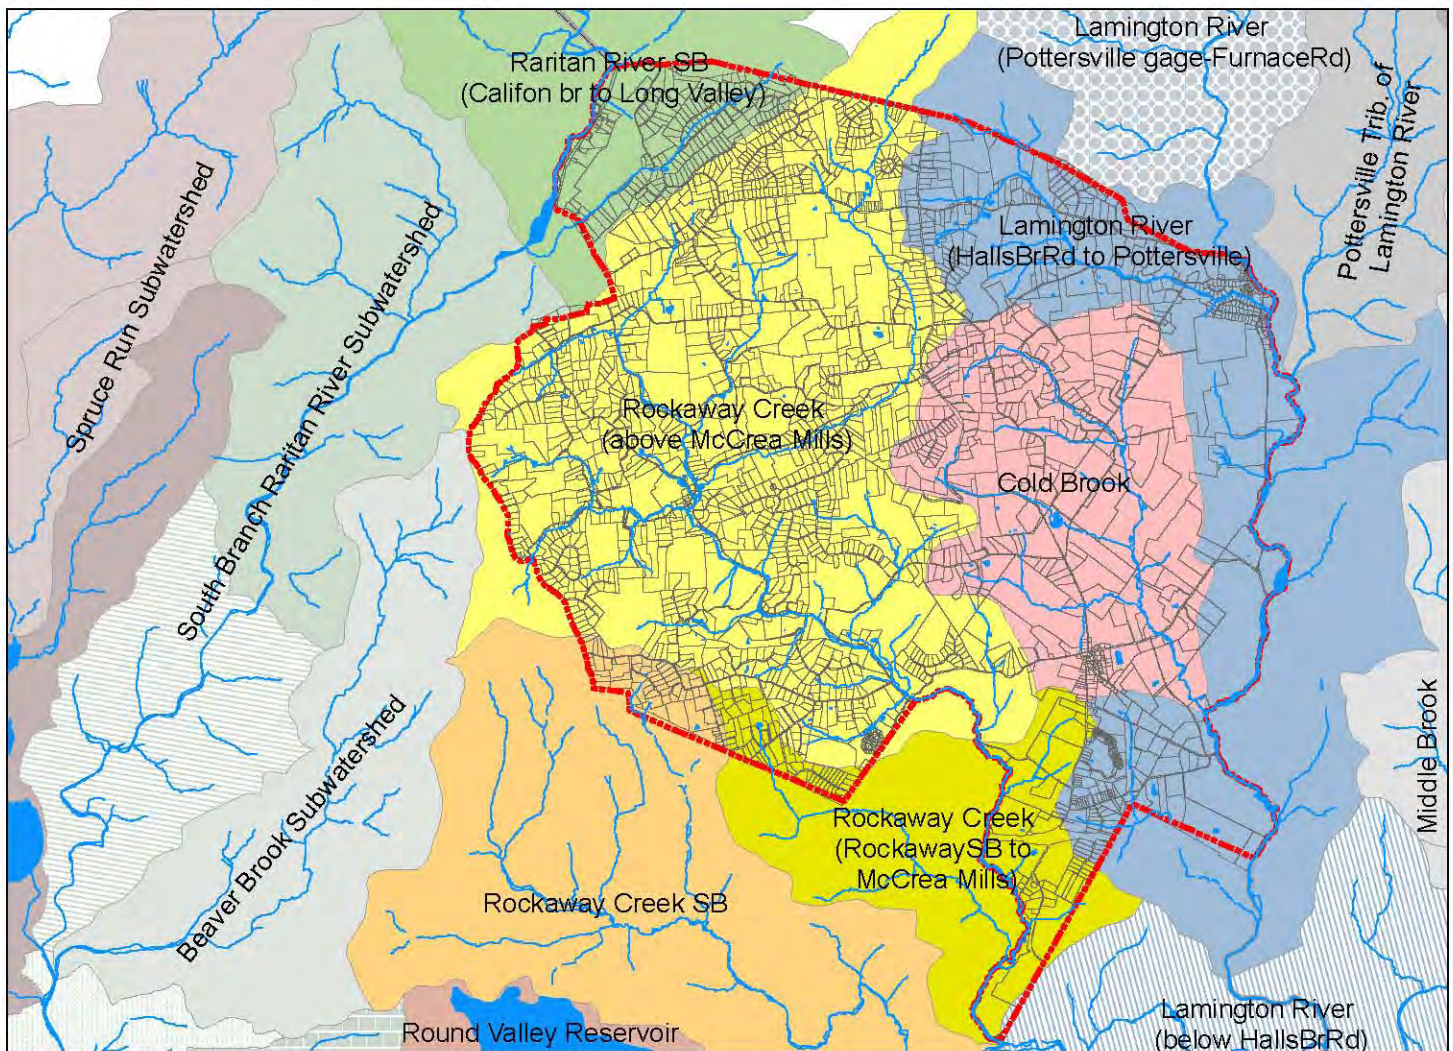 Lamington River
(Pottersville gage-FurnaceRd)
Raritan River SB
(Califon br to Long Valley)
Pottersville Trib. of
Lamington River
Spruce Run Subwatershed
South Branch Raritan River Subwatershed
Lamington River
(HallsBrRd to Pottersville)
Rockaway Creek
(above McCrea Mills)
Cold Brook
Beaver Brook Subwatershed
Middle Brook
Rockaway Creek
(RockawaySB to
McCrea Mills)
Rockaway Creek SB
Round Valley Reservoir
Lamington River
(below HallsBrRd)